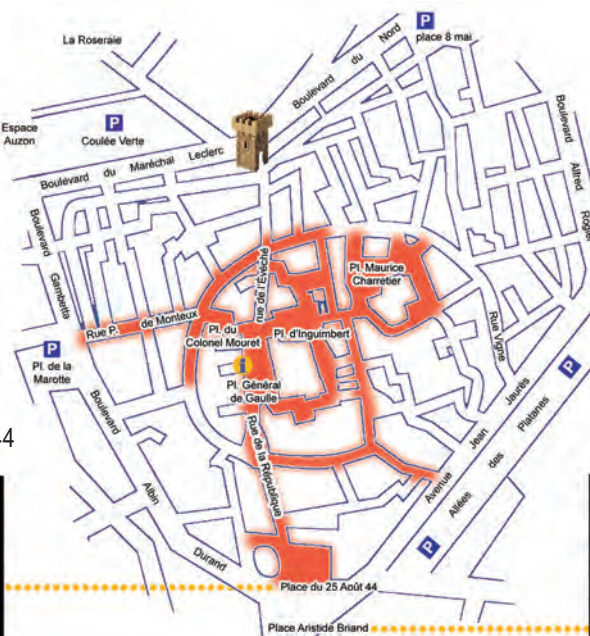 La Roseraie
P
place 8 mai
Boulevard du Nord
Espace
Auzon
P
Coulée Verte
Boulevard du Maréchal Leclerc
Boulevard Alfred Rogier
Boulevard Gambetta
rue de l'Évêché
Pl. Maurice
Charretier
Rue P. de Monteux
Pl. du
Colonel Mouret
Pl. d'Inguimbert
Rue Vigne
P
Pl. de la
Marotte
i
Pl. Général
de Gaulle
P
Rue de la République
Avenue Jean Jaurès
Allées des Platanes
44
Boulevard Albin Durand
P
Place du 25 Août 44
Place Aristide Briand